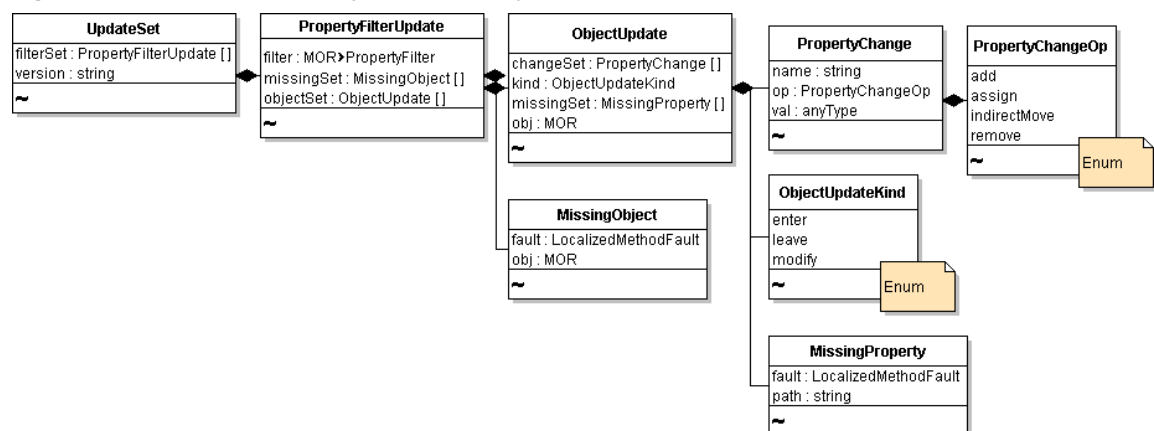 UpdateSet
filterSet : PropertyFilterUpdate [ ]
version : string
~
PropertyFilterUpdate
filter : MOR>PropertyFilter
missingSet : MissingObject [ ]
objectSet : ObjectUpdate [ ]
~
ObjectUpdate
changeSet : PropertyChange [ ]
kind : ObjectUpdateKind
missingSet : MissingProperty [ ]
obj : MOR
~
PropertyChange
name : string
op : PropertyChangeOp
val : anyType
~
PropertyChangeOp
add
assign
indirectMove
remove
~
Enum
MissingObject
fault : LocalizedMethodFault
obj : MOR
~
ObjectUpdateKind
enter
leave
modify
~
Enum
MissingProperty
fault : LocalizedMethodFault
path : string
~